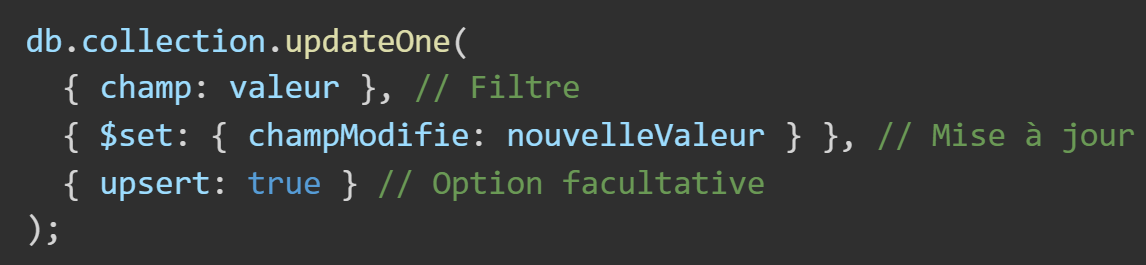 db.collection.updateOne(
{ champ: valeur }, // Filtre
{ $set: { champModifie: nouvelleValeur } }, // Mise à jour
{ upsert: true } // Option facultative
);